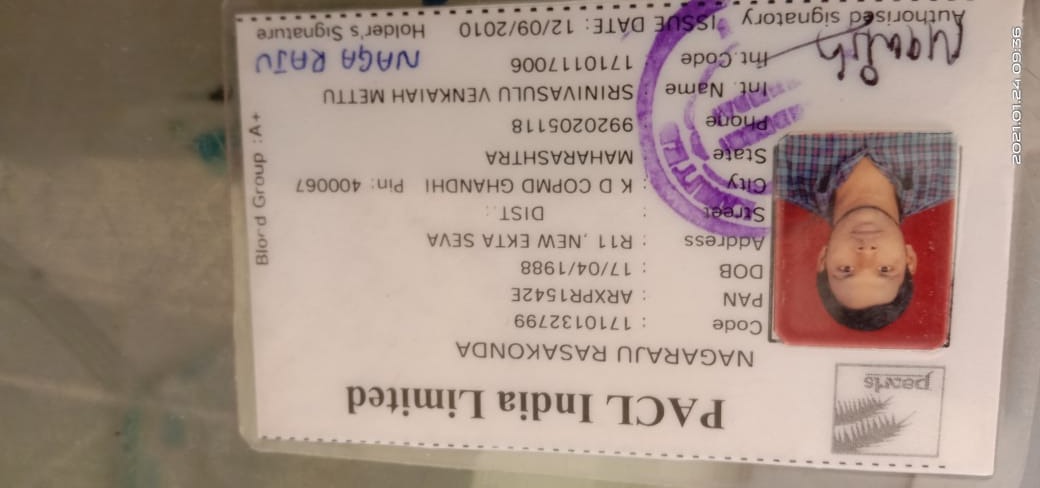 PACL India Limited
pearls
NAGARAJU RASAKONDA
Code : 1710132799
PAN : ARXPR1542E
DOB : 17/04/1988
Address : R11 ,NEW EKTA SEVA
Street : DIST :
City : K D COPMD GHANDHI Pin: 400067
State MAHARASHTRA
Phone : 9920205118
Int. Name : SRINIVASULU VENKAIAH METTU
Int.Code : 1710117006
Authorised signatory ISSUE DATE: 12/09/2010 Holder's Signature
NAGA RAJU
Blood Group :A+
2021.01.24 09:36